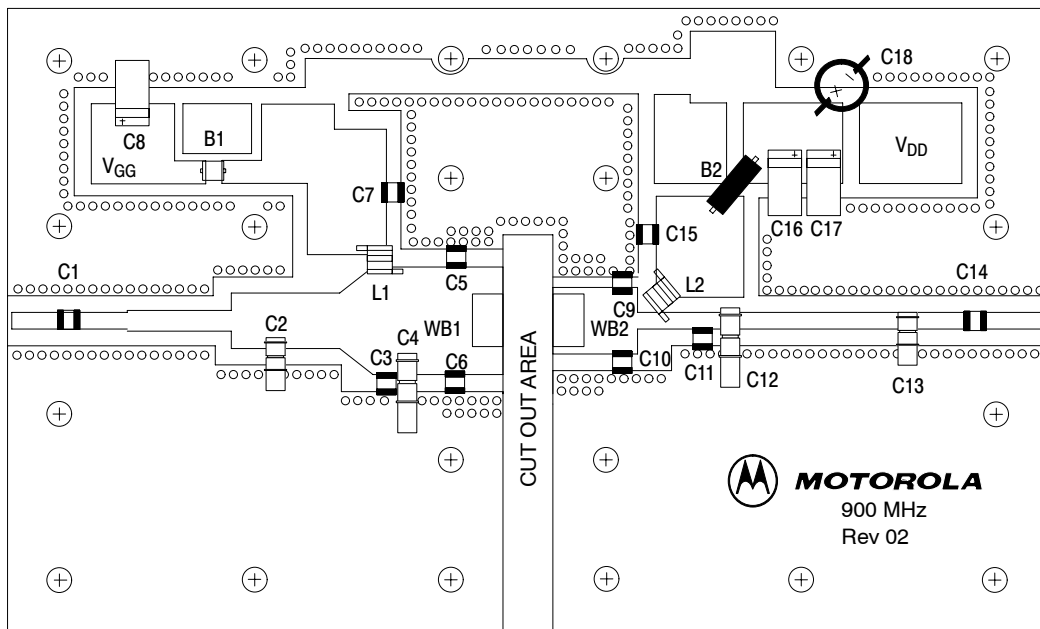 C18
C8
B1
VGG
C7
B2
VDD
C15
C16
C17
C1
C5
L1
L2
C14
C9
C2
C4
WB1
WB2
C3
C6
C10
C11
C12
C13
CUT OUT AREA
MOTOROLA
900 MHz
Rev 02